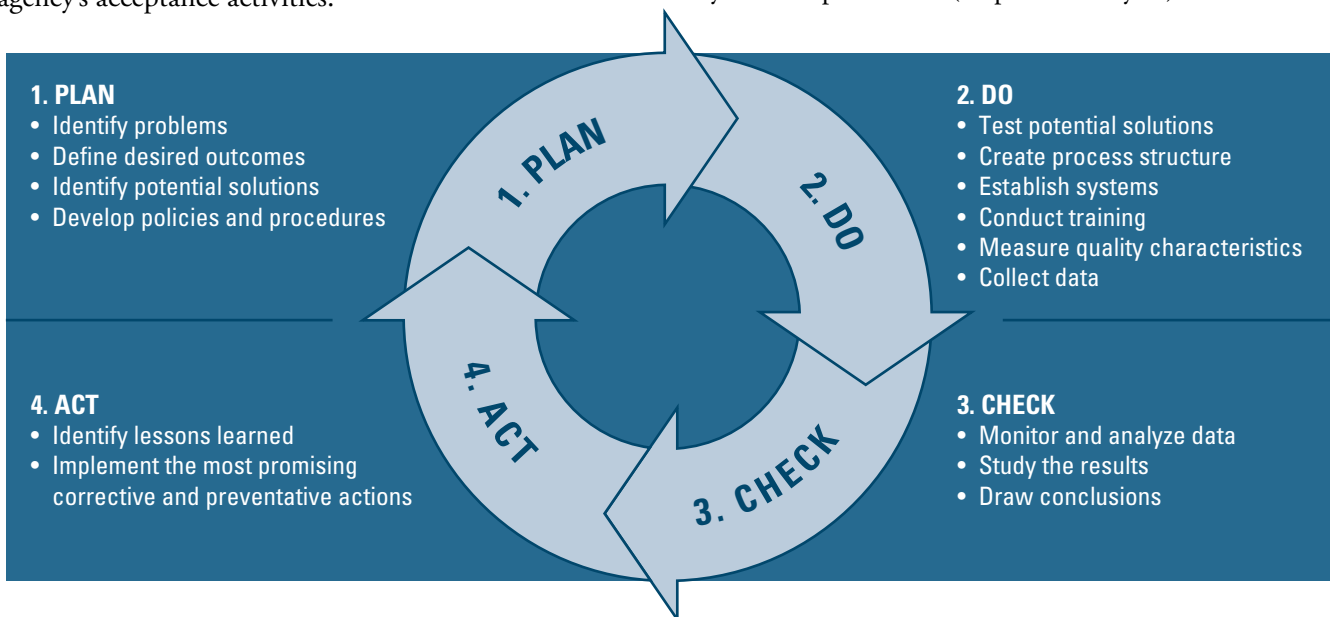 agency's acceptance activities.
1. PLAN
• Identify problems
• Define desired outcomes
• Identify potential solutions
• Develop policies and procedures
2. DO
• Test potential solutions
• Create process structure
• Establish systems
• Conduct training
• Measure quality characteristics
• Collect data
4. ACT
• Identify lessons learned
• Implement the most promising
corrective and preventative actions
3. CHECK
• Monitor and analyze data
• Study the results
• Draw conclusions
1. PLAN
2. DO
3. CHECK
4. ACT